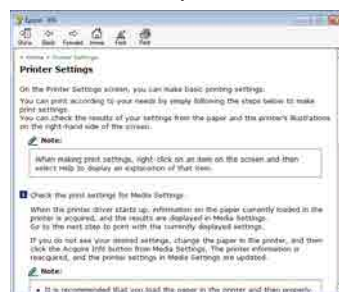 Back
Forward
Home
Home > Printer Settings
Printer Settings
On the Printer Settings screen, you can make basic printing settings.
You can print according to your needs by simply following the steps below to make
print settings.
You can check the results of your settings from the paper and the printer's illustrations
on the right-hand side of the screen.
Note:
When making print settings, right-click on an item on the screen and then
select Help to display an explanation of that item.
1 Check the print settings for Media Settings
When the printer driver starts up, information on the paper currently loaded in the
printer is acquired, and the results are displayed in Media Settings.
Go to the next step to print with the currently displayed settings.
If you do not see your desired settings, change the paper in the printer, and then
click the Acquire Info button from Media Settings. The printer information is
reacquired, and the printer settings in Media Settings are updated.
Note:
• It is recommended that you load the paper in the printer and then properly